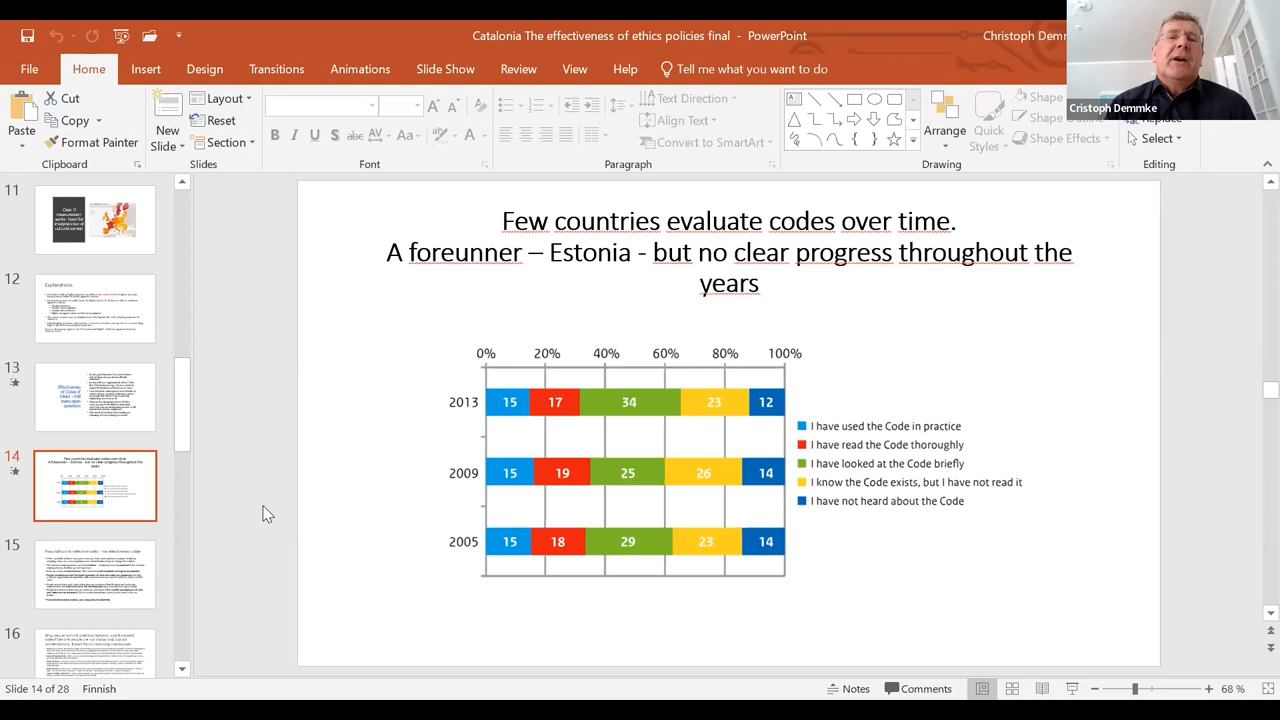 Catalonia The effectiveness of ethics policies final - PowerPoint
Christoph Demm
File Home Insert Design Transitions Animations Slide Show Review View Help Tell me what you want to do
Cristoph Demmke
Paste
Cut
Copy
Format Painter
Clipboard
New
Slide
Layout
Reset
Section
Slides
B I U S abc AV Aa A
Font
Text Direction
Align Text
Convert to SmartArt
Paragraph
Arrange
Quick
Styles
Shape
Shape
Shape Effects
Drawing
Select
Editing
11
12
Explanations
13
14
15
16
Few countries evaluate codes over time.
A foreunner – Estonia - but no clear progress throughout the
years
0% 20% 40% 60% 80% 100%
2013 15 17 34 23 12
2009 15 19 25 26 14
2005 15 18 29 23 14
I have used the Code in practice
I have read the Code thoroughly
I have looked at the Code briefly
I know the Code exists, but I have not read it
I have not heard about the Code
Slide 14 of 28 Finnish
Notes Comments
68 %